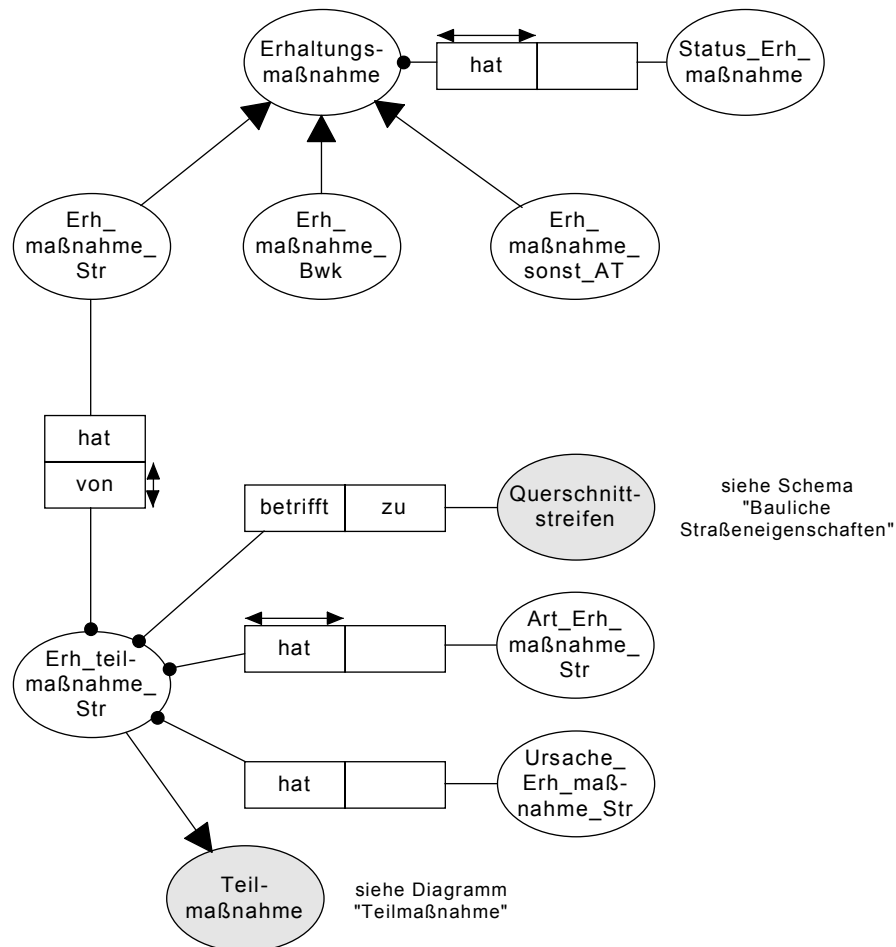 Erhaltungs-
maßnahme
hat
Status_Erh_
maßnahme
Erh_
maßnahme_
Str
Erh_
maßnahme_
Bwk
Erh_
maßnahme_
sonst_AT
hat
von
betrifft
zu
Querschnitt-
streifen
siehe Schema
"Bauliche
Straßeneigenschaften"
Erh_teil-
maßnahme_
Str
hat
Art_Erh_
maßnahme_
Str
hat
Ursache_
Erh_maß-
nahme_Str
Teil-
maßnahme
siehe Diagramm
"Teilmaßnahme"